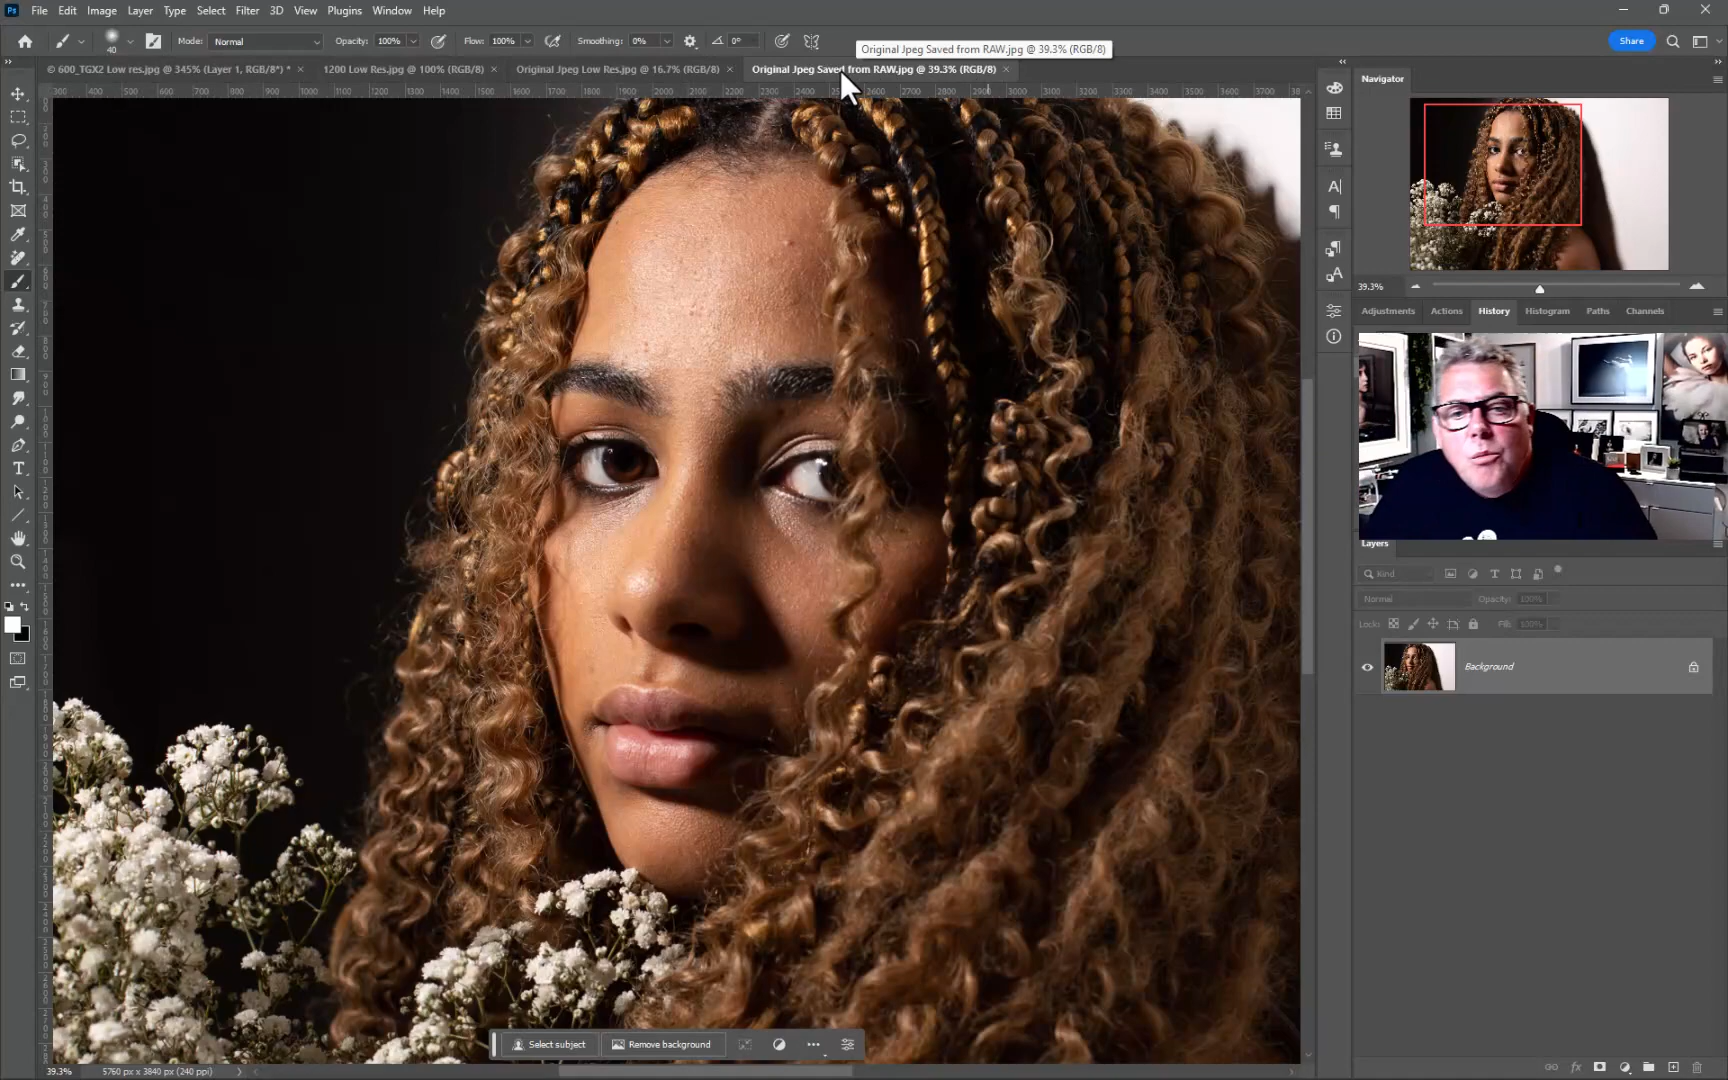 Ps File Edit Image Layer Type Select Filter 3D View Plugins Window Help
40 Mode: Normal Opacity: 100% Flow: 100% Smoothing: 0% 0° Share
Original Jpeg Saved from RAW.jpg @ 39.3% (RGB/8)
© 600_TGX2 Low res.jpg @ 345% (Layer 1, RGB/8*) * × 1200 Low Res.jpg @ 100% (RGB/8) × Original Jpeg Low Res.jpg @ 16.7% (RGB/8) × Original Jpeg Saved from RAW.jpg @ 39.3% (RGB/8) ×
Navigator
39.3%
Adjustments Actions History Histogram Paths Channels
Layers
Kind
Normal Opacity: 100%
Lock: Fill: 100%
Background
Select subject Remove background
39.3% 5760 px x 3840 px (240 ppi)